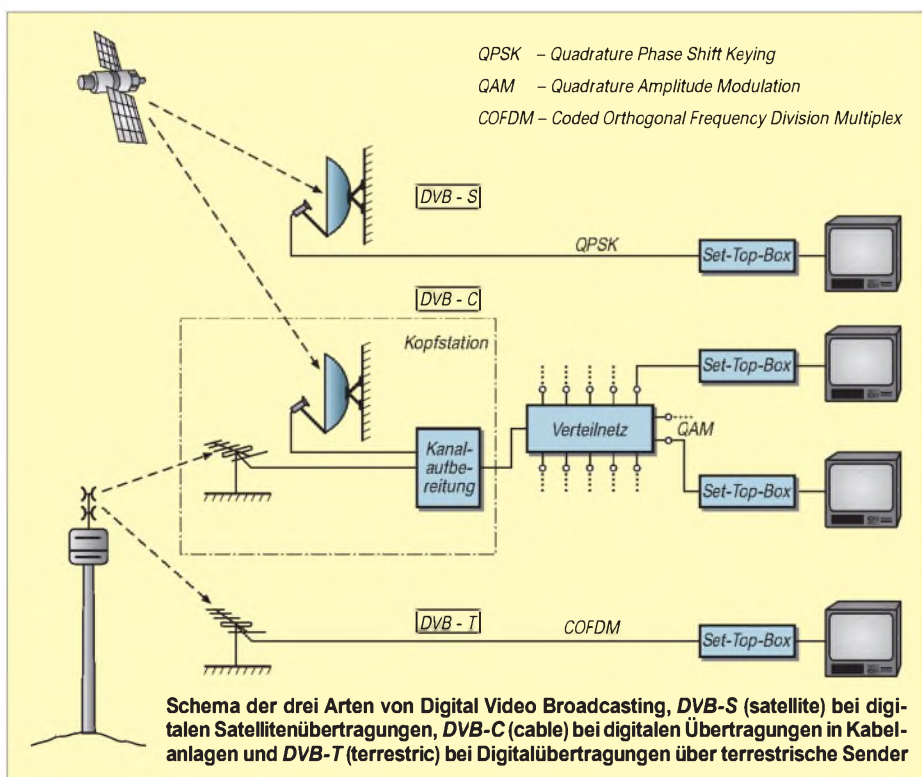 QPSK – Quadrature Phase Shift Keying
QAM – Quadrature Amplitude Modulation
COFDM – Coded Orthogonal Frequency Division Multiplex
DVB - S
QPSK
Set-Top-Box
DVB - C
Kopfstation
Set-Top-Box
Verteilnetz
QAM
Kanal-
aufbe-
reitung
Set-Top-Box
DVB - T
COFDM
Set-Top-Box
Schema der drei Arten von Digital Video Broadcasting, DVB-S (satellite) bei digi-
talen Satellitenübertragungen, DVB-C (cable) bei digitalen Übertragungen in Kabel-
anlagen und DVB-T (terrestric) bei Digitalübertragungen über terrestrische Sender